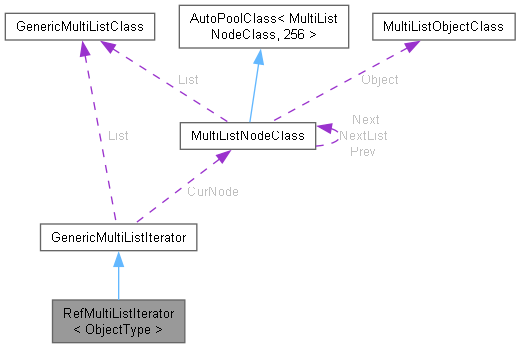 GenericMultiListClass
AutoPoolClass< MultiList
NodeClass, 256 >
MultiListObjectClass
List
Object
List
MultiListNodeClass
Next
NextList
Prev
CurNode
GenericMultiListIterator
RefMultiListIterator
< ObjectType >